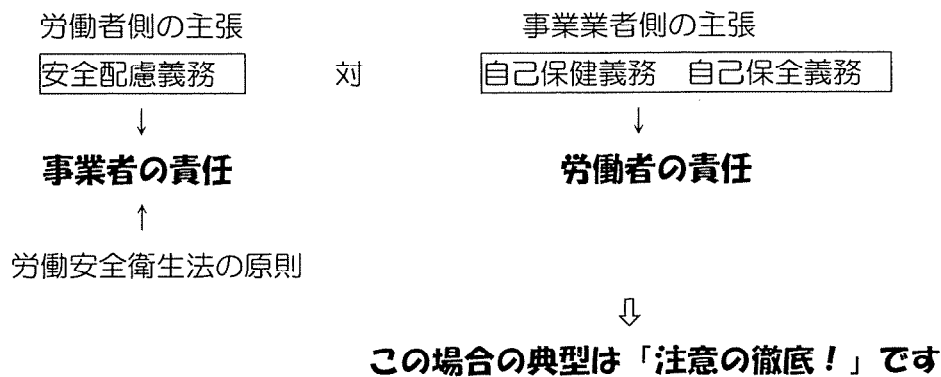 労働者側の主張
事業業者側の主張
安全配慮義務
対
自己保健義務　自己保全義務
↓
↓
事業者の責任
労働者の責任
↑
労働安全衛生法の原則
⇩
この場合の典型は「注意の徹底！」です